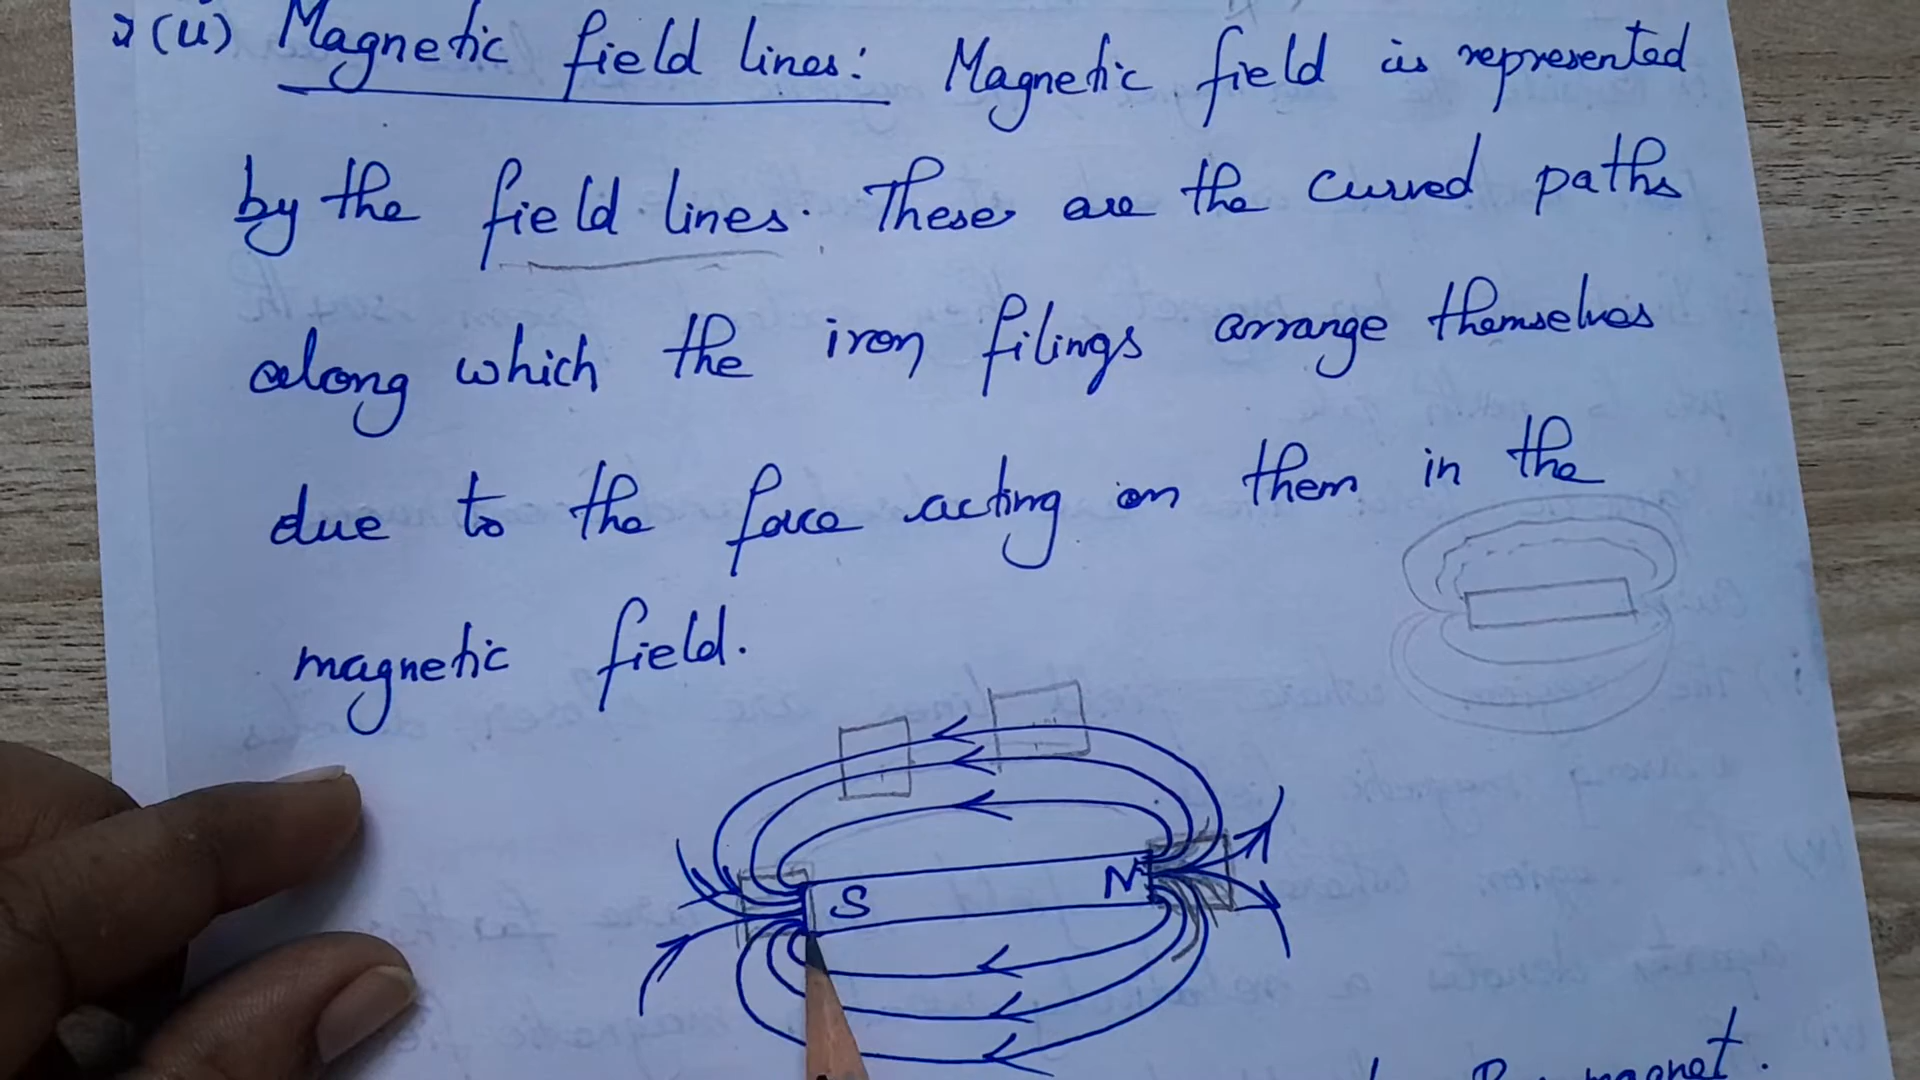 (ii) Magnetic field lines: Magnetic field is represented
by the field lines. These are the curved paths
along which the iron filings arrange themselves
due to the force acting on them in the
magnetic field.
S N
magnet.